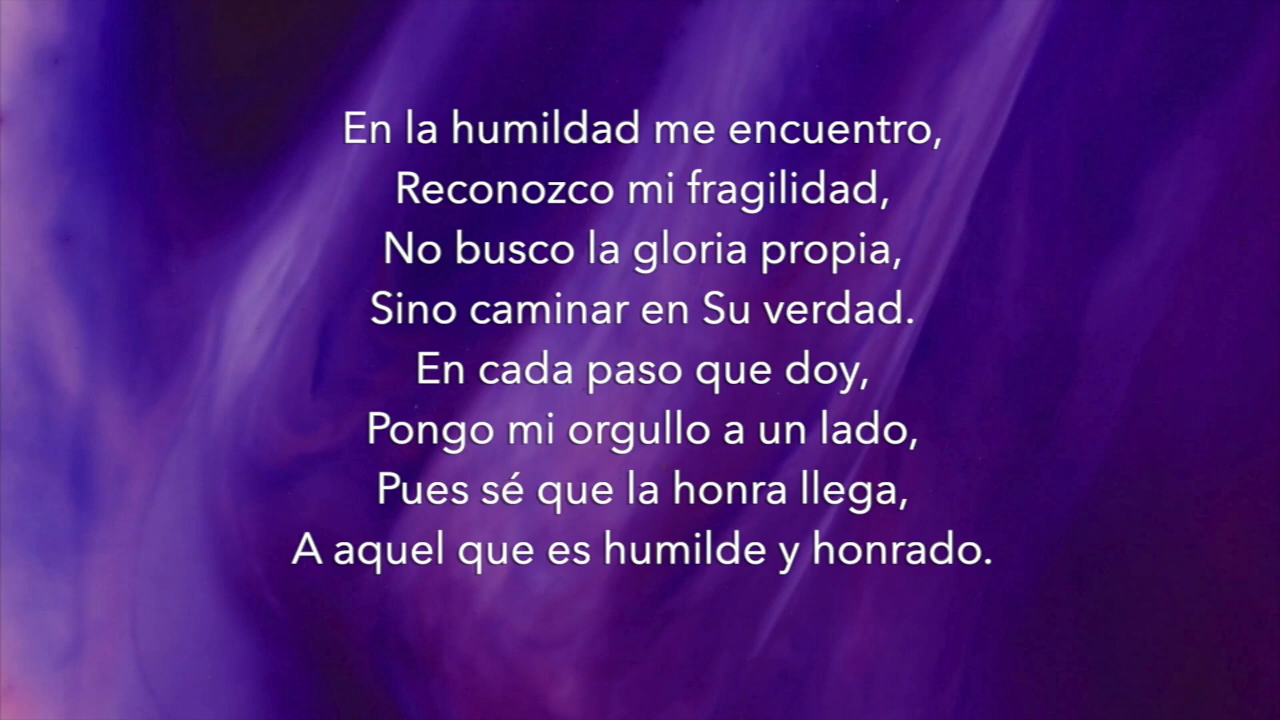 En la humildad me encuentro,
Reconozco mi fragilidad,
No busco la gloria propia,
Sino caminar en Su verdad.
En cada paso que doy,
Pongo mi orgullo a un lado,
Pues sé que la honra llega,
A aquel que es humilde y honrado.